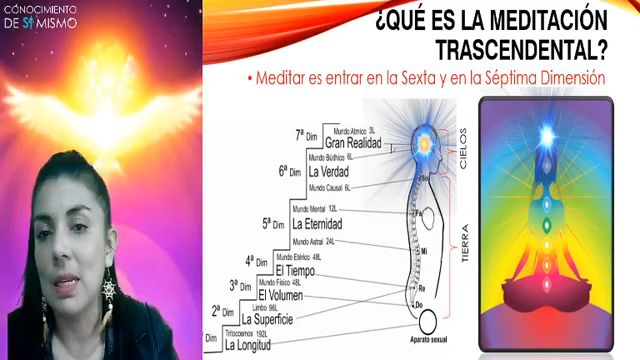 CONOCIMIENTO
DE SÍ MISMO
¿QUÉ ES LA MEDITACIÓN
TRASCENDENTAL?
• Meditar es entrar en la Sexta y en la Séptima Dimensión
Mundo Atmico 3L
7ª Dim
Gran Realidad
Mundo Búdhico 6L
6ª Dim
La Verdad
Mundo Causal 6L
Mundo Mental 12L
5ª Dim
La Eternidad
Mundo Astral 24L
Mundo Etérico 48L
4ª Dim
El Tiempo
Mundo Físico 48L
3ª Dim
El Volumen
Limbo 96L
2ª Dim
La Superficie
Tritocosmos 192L
Dim
La Longitud
CIELOS
TIERRA
Sol
Fa
Mi
Re
Do
Aparato sexual